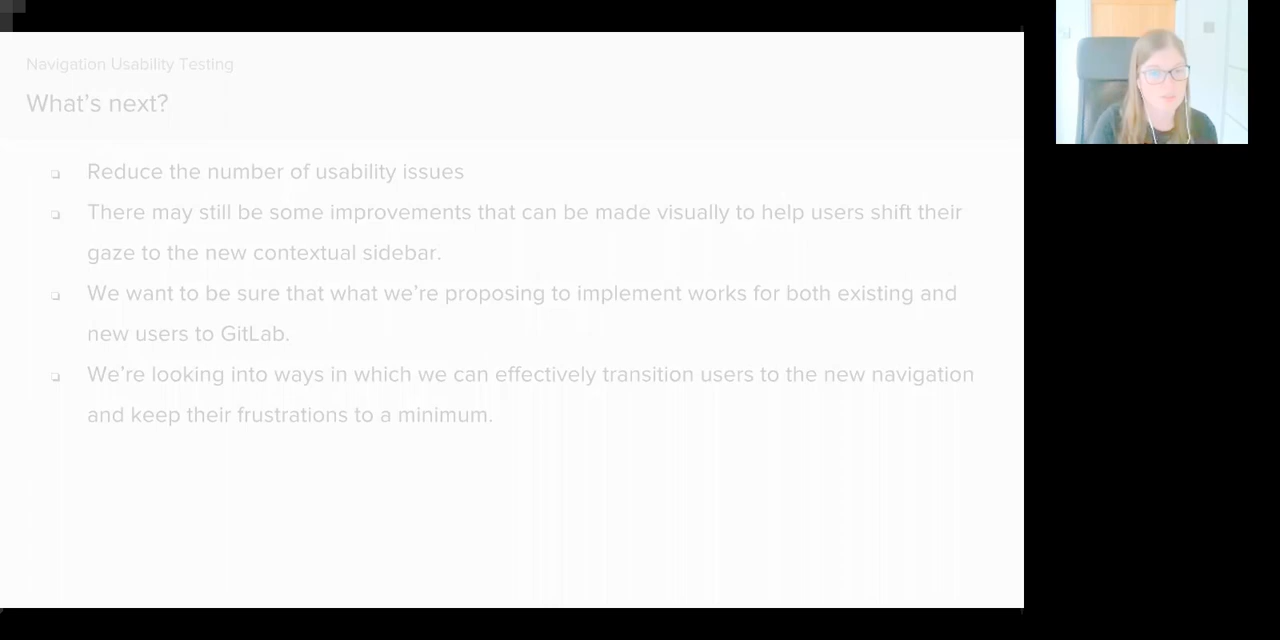 Navigation Usability Testing
What's next?
❏ Reduce the number of usability issues
❏ There may still be some improvements that can be made visually to help users shift their
gaze to the new contextual sidebar.
❏ We want to be sure that what we're proposing to implement works for both existing and
new users to GitLab.
❏ We're looking into ways in which we can effectively transition users to the new navigation
and keep their frustrations to a minimum.